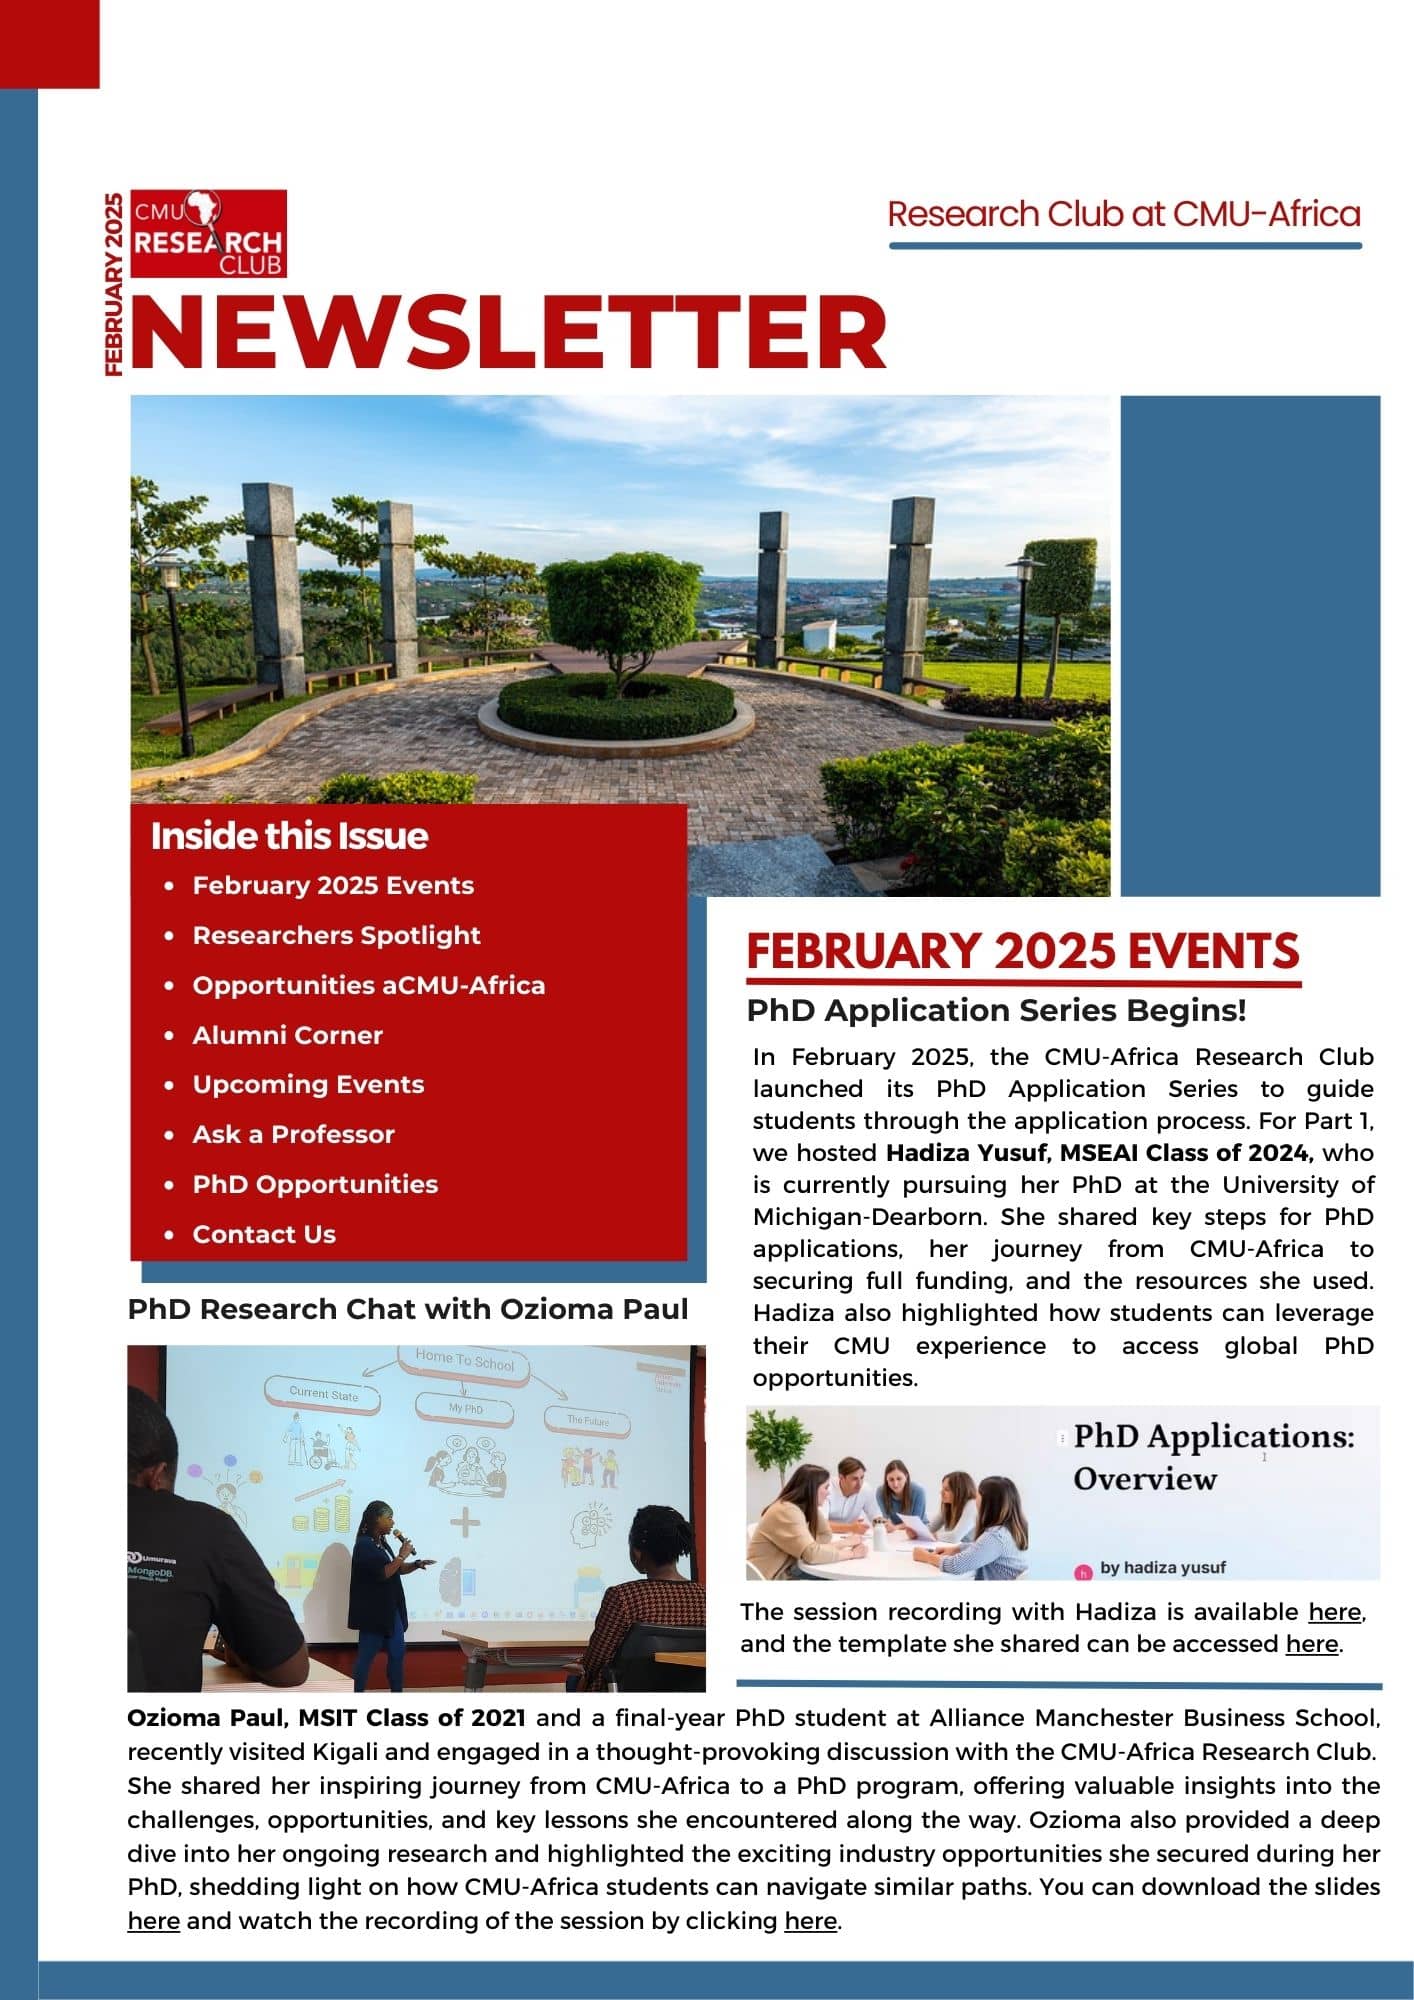 FEBRUARY 2025
CMU
RESEARCH
CLUB
Research Club at CMU-Africa
NEWSLETTER
Inside this Issue
• February 2025 Events
• Researchers Spotlight
• Opportunities aCMU-Africa
• Alumni Corner
• Upcoming Events
• Ask a Professor
• PhD Opportunities
• Contact Us
FEBRUARY 2025 EVENTS
PhD Application Series Begins!
In February 2025, the CMU-Africa Research Club
launched its PhD Application Series to guide
students through the application process. For Part 1,
we hosted Hadiza Yusuf, MSEAI Class of 2024, who
is currently pursuing her PhD at the University of
Michigan-Dearborn. She shared key steps for PhD
applications, her journey from CMU-Africa to
securing full funding, and the resources she used.
Hadiza also highlighted how students can leverage
their CMU experience to access global PhD
opportunities.
PhD Applications:
Overview
h
by hadiza yusuf
The session recording with Hadiza is available here,
and the template she shared can be accessed here.
PhD Research Chat with Ozioma Paul
Home To School
Current State
My PhD
The Future
Umurava
MongoDB.
Ozioma Paul, MSIT Class of 2021 and a final-year PhD student at Alliance Manchester Business School,
recently visited Kigali and engaged in a thought-provoking discussion with the CMU-Africa Research Club.
She shared her inspiring journey from CMU-Africa to a PhD program, offering valuable insights into the
challenges, opportunities, and key lessons she encountered along the way. Ozioma also provided a deep
dive into her ongoing research and highlighted the exciting industry opportunities she secured during her
PhD, shedding light on how CMU-Africa students can navigate similar paths. You can download the slides
here and watch the recording of the session by clicking here.